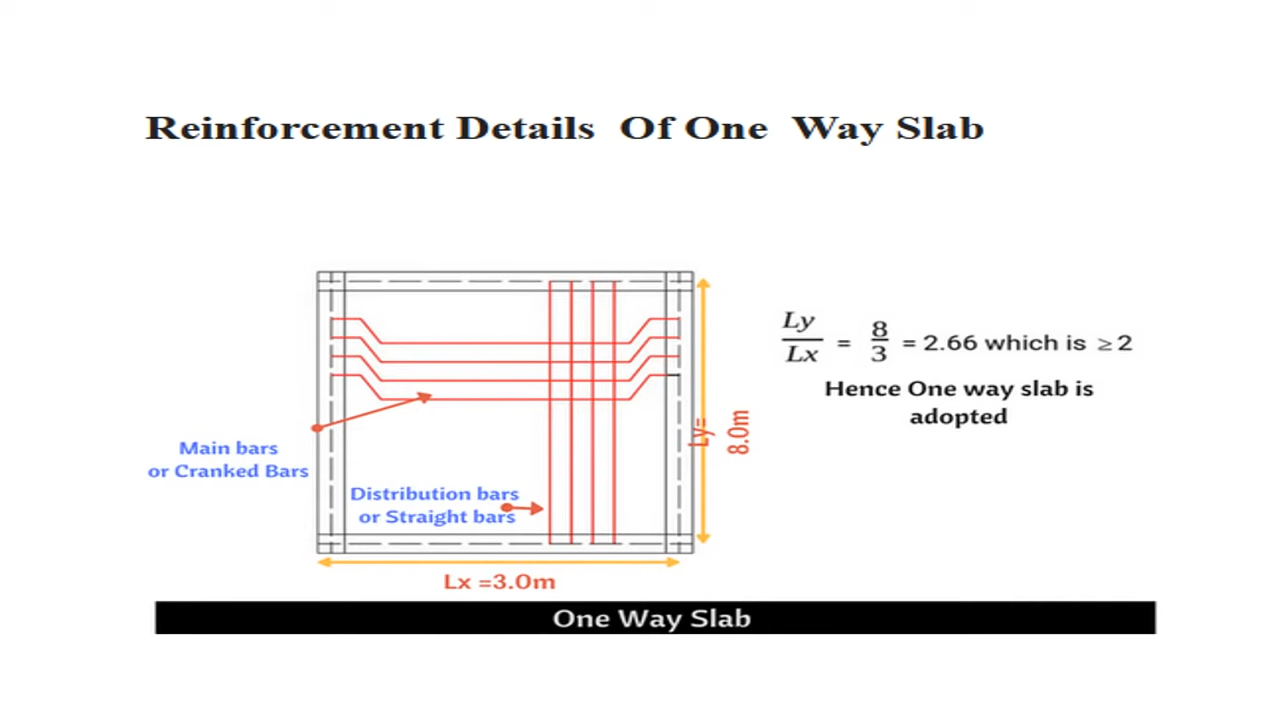 Reinforcement Details Of One Way Slab
Ly/Lx = 8/3 = 2.66 which is ≥ 2
Hence One way slab is
adopted
Main bars
or Cranked Bars
Distribution bars
or Straight bars
Ly=
8.0m
Lx =3.0m
One Way Slab